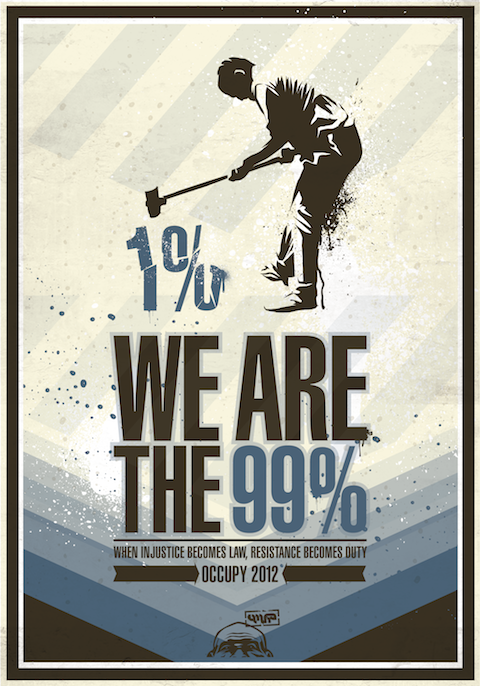 1%
WE ARE
THE 99%
WHEN INJUSTICE BECOMES LAW, RESISTANCE BECOMES DUTY
OCCUPY 2012